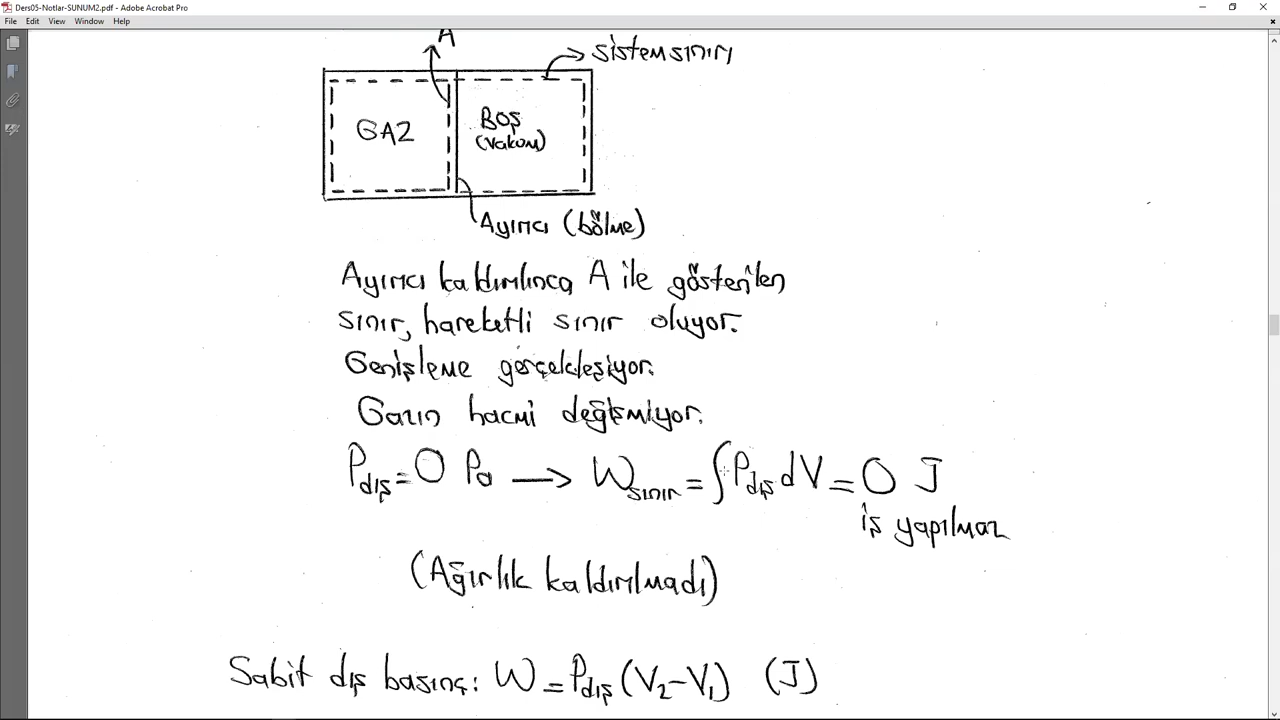 Ders05-Notlar-SUNUM2.pdf - Adobe Acrobat Pro
File Edit View Window Help
A
sistem sınırı
GAZ
Boş
(vakum)
Ayırıcı (bölme)
Ayırıcı kaldırılınca A ile gösterilen
sınır, hareketli sınır oluyor.
Genişleme gerçekleşiyor.
Gazın hacmi değişmiyor.
Pdış = 0 Pa → Wsınır = ∫Pdış dV = 0 J
iş yapılmaz
(Ağırlık kaldırılmadı)
Sabit dış basınç: W = Pdış (V₂-V₁) (J)